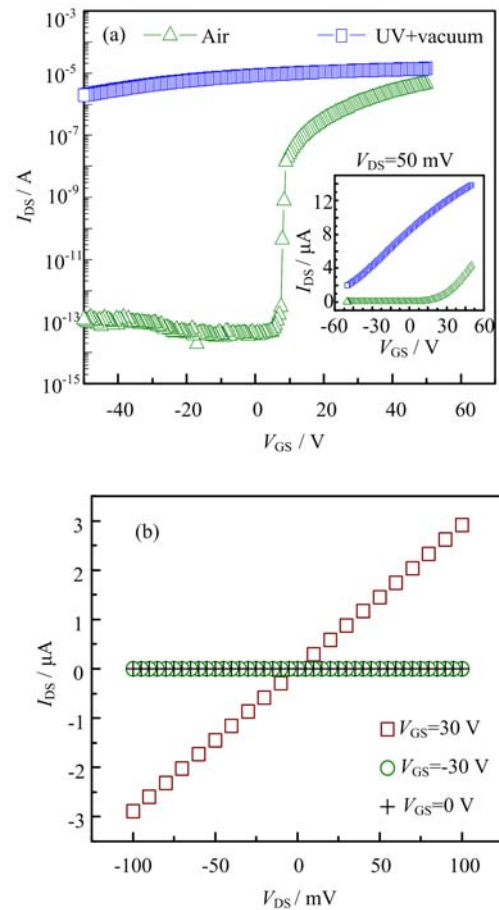 (a)
Air
UV+vacuum
10⁻³
10⁻⁵
10⁻⁷
10⁻⁹
10⁻¹¹
10⁻¹³
10⁻¹⁵
I_DS / A
-40 -20 0 20 40 60
V_GS / V
V_DS=50 mV
12
8
4
0
I_DS / μA
-60 -30 0 30 60
V_GS / V
(b)
3
2
1
0
-1
-2
-3
I_DS / μA
V_GS=30 V
V_GS=-30 V
V_GS=0 V
-100 -50 0 50 100
V_DS / mV